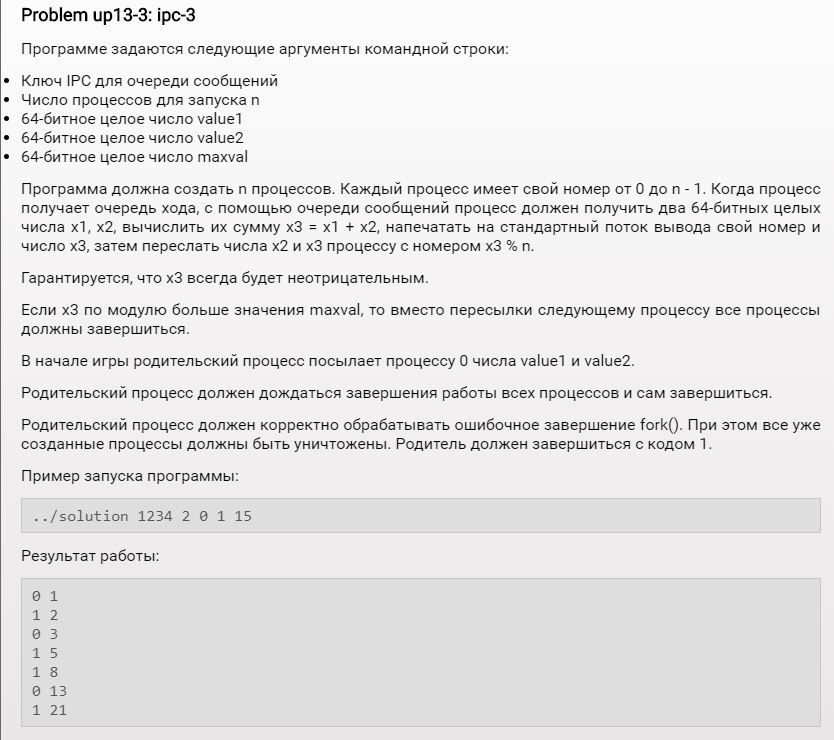 Problem up13-3: ipc-3
Программе задаются следующие аргументы командной строки:
• Ключ IPC для очереди сообщений
• Число процессов для запуска n
• 64-битное целое число value1
• 64-битное целое число value2
• 64-битное целое число maxval
Программа должна создать n процессов. Каждый процесс имеет свой номер от 0 до n - 1. Когда процесс
получает очередь хода, с помощью очереди сообщений процесс должен получить два 64-битных целых
числа x1, x2, вычислить их сумму x3 = x1 + x2, напечатать на стандартный поток вывода свой номер и
число x3, затем переслать числа x2 и x3 процессу с номером x3 % n.
Гарантируется, что x3 всегда будет неотрицательным.
Если x3 по модулю больше значения maxval, то вместо пересылки следующему процессу все процессы
должны завершиться.
В начале игры родительский процесс посылает процессу 0 числа value1 и value2.
Родительский процесс должен дождаться завершения работы всех процессов и сам завершиться.
Родительский процесс должен корректно обрабатывать ошибочное завершение fork(). При этом все уже
созданные процессы должны быть уничтожены. Родитель должен завершиться с кодом 1.
Пример запуска программы:
../solution 1234 2 0 1 15
Результат работы:
0 1
1 2
0 3
1 5
1 8
0 13
1 21